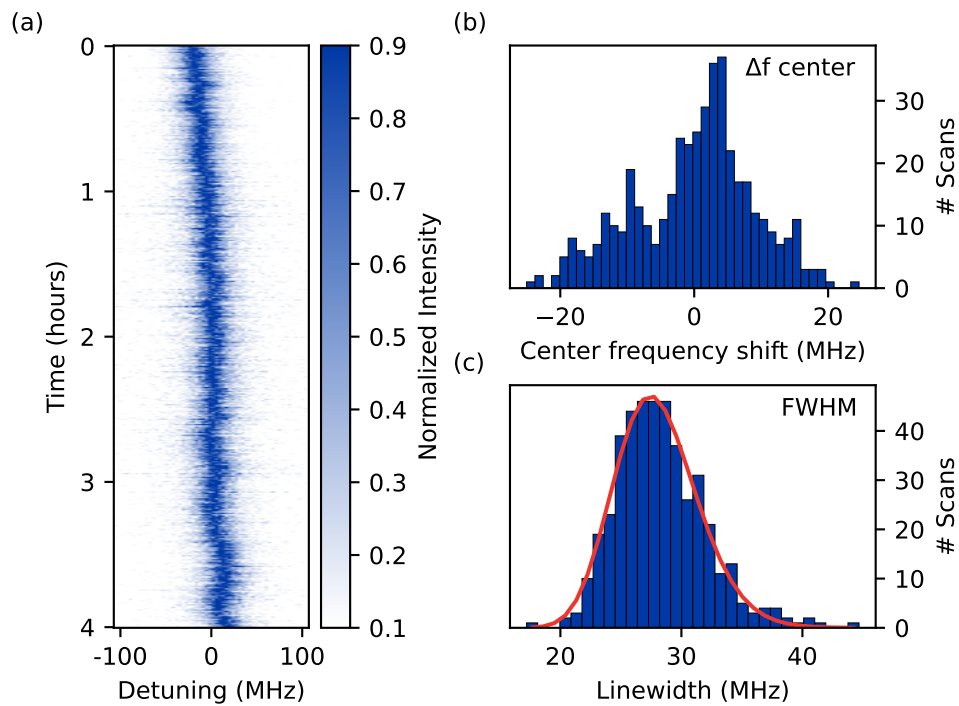 (a)
0
1
2
3
4
Time (hours)
-100
0
100
Detuning (MHz)
0.9
0.8
0.7
0.6
0.5
0.4
0.3
0.2
0.1
Normalized Intensity
(b)
Δf center
30
20
10
0
# Scans
−20
0
20
Center frequency shift (MHz)
(c)
FWHM
40
30
20
10
0
# Scans
20
30
40
Linewidth (MHz)